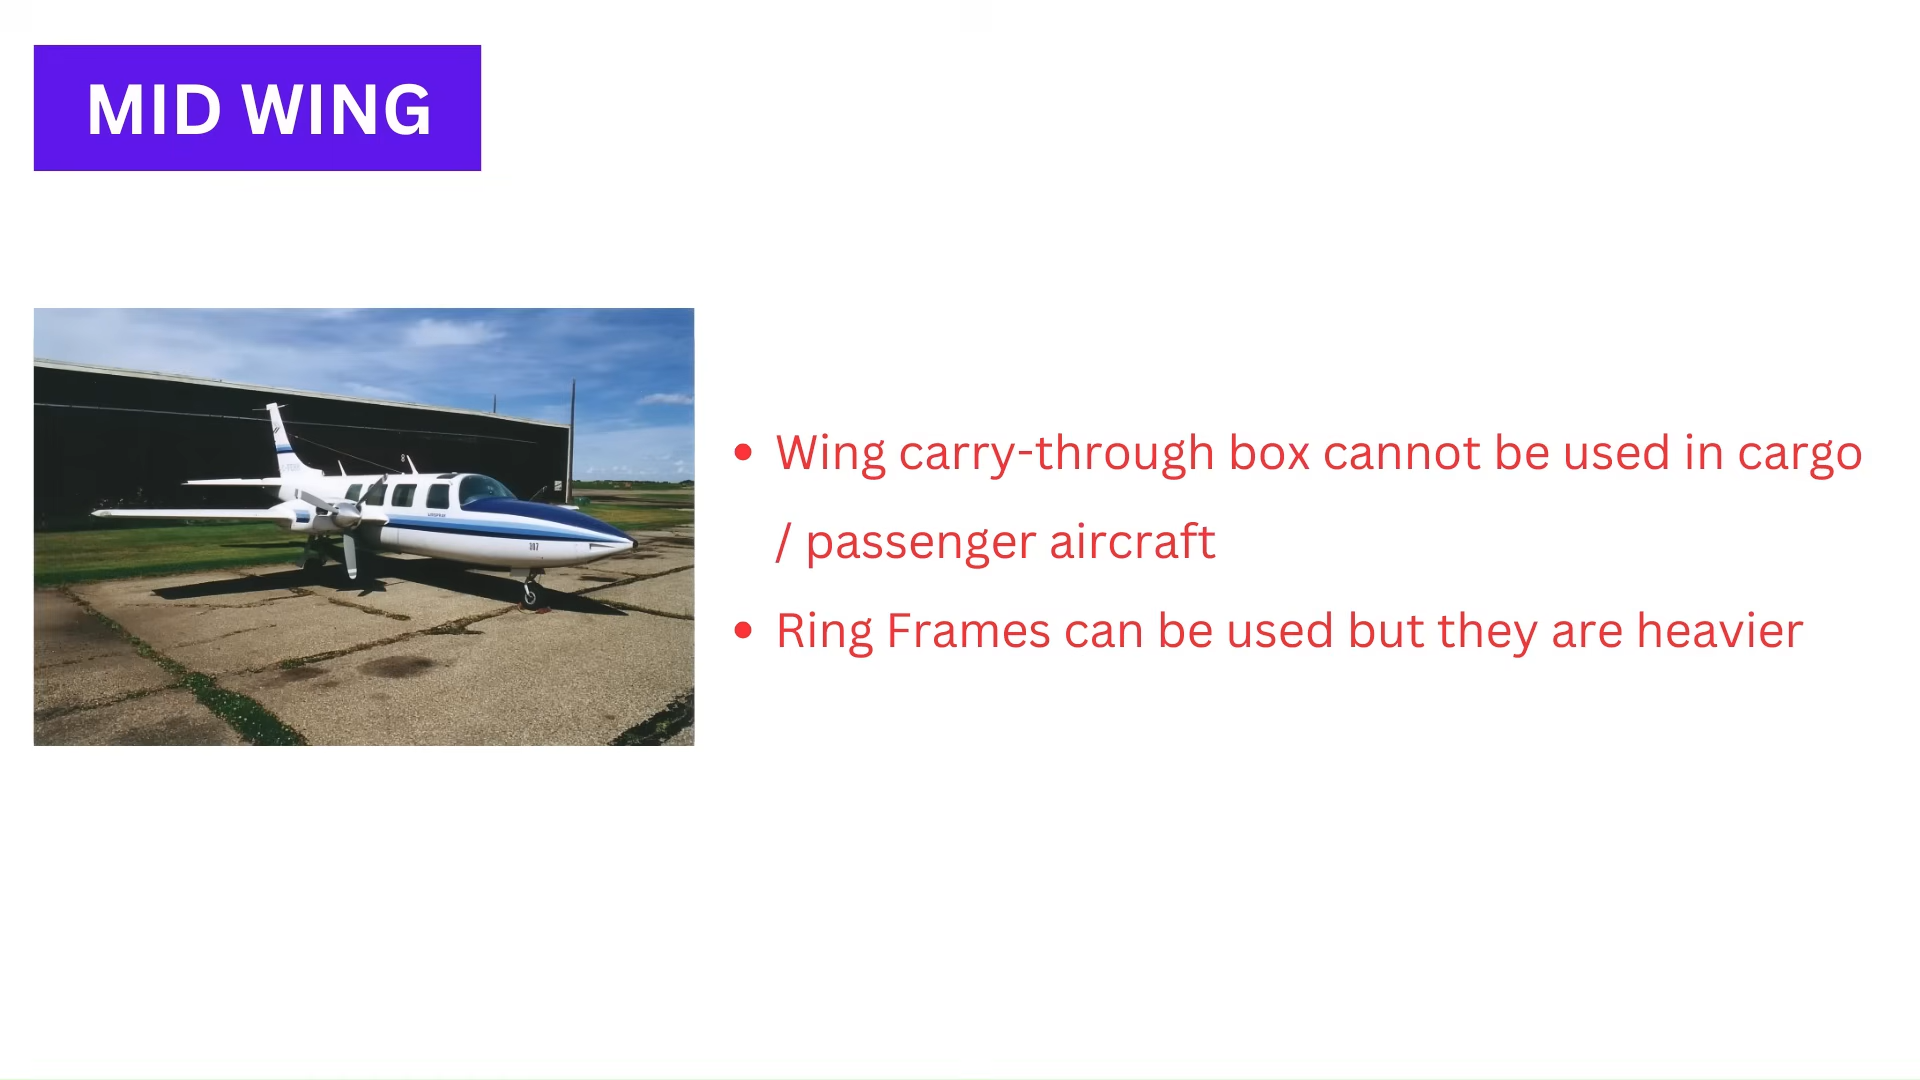 MID WING
Wing carry-through box cannot be used in cargo
/ passenger aircraft
Ring Frames can be used but they are heavier